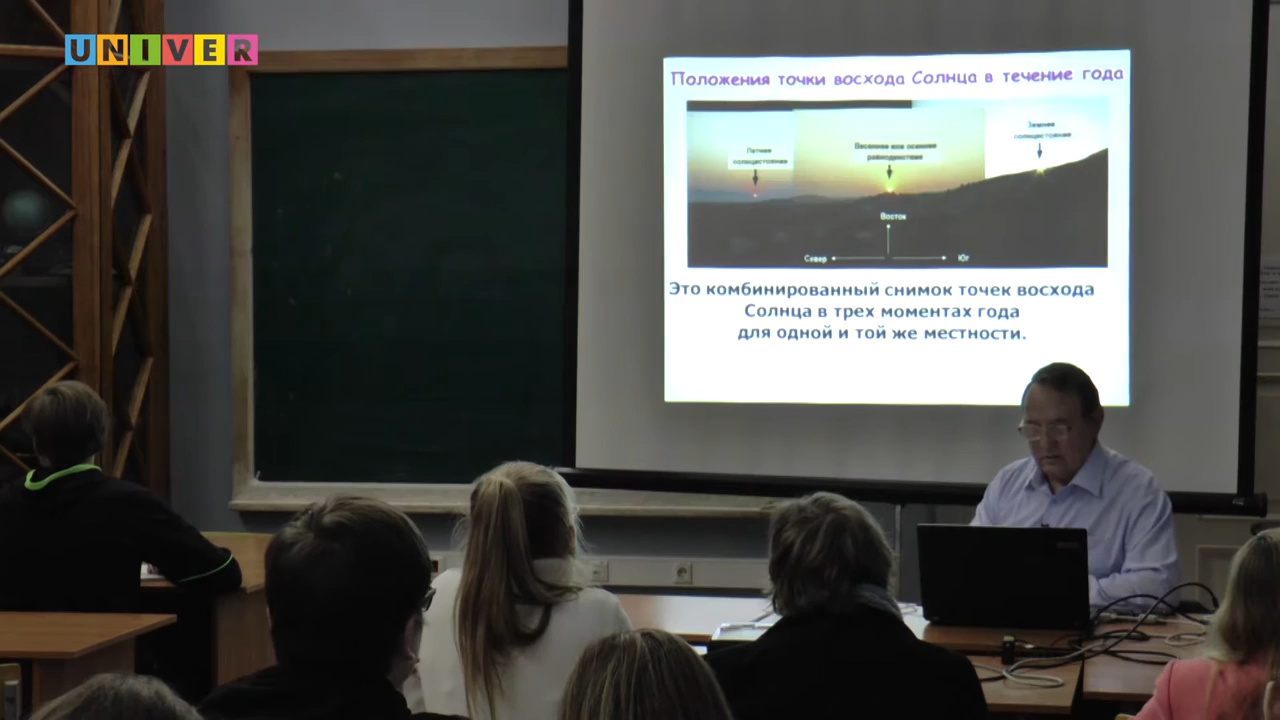 UNIVER
Положения точки восхода Солнца в течение года
Летнее
солнцестояние
Весеннее или осеннее
равноденствие
Зимнее
солнцестояние
Восток
Север
Юг
Это комбинированный снимок точек восхода
Солнца в трех моментах года
для одной и той же местности.